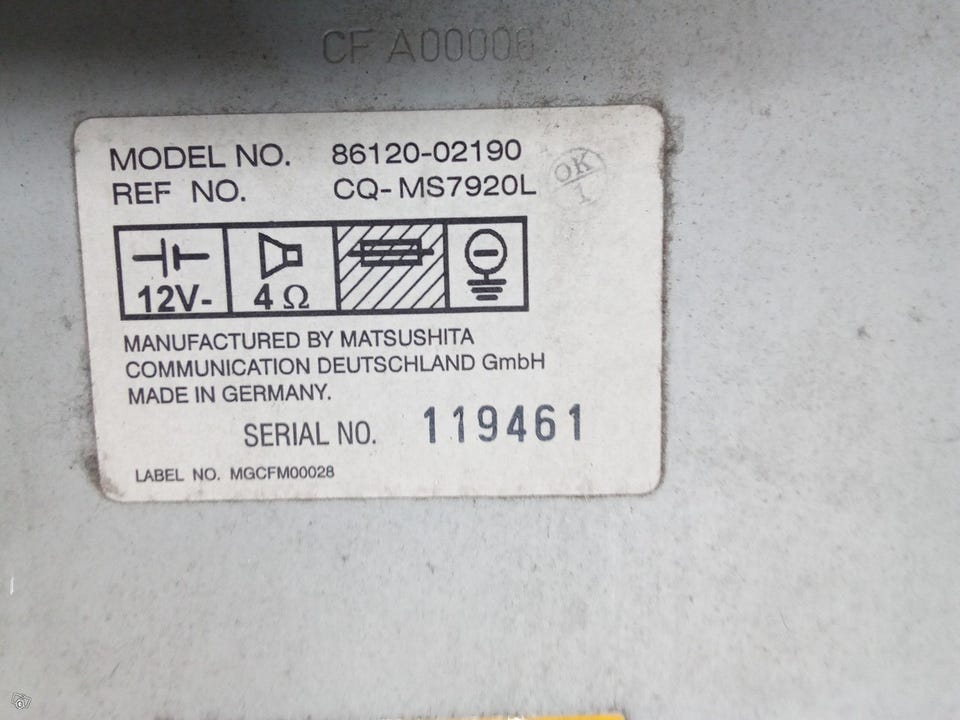 CF A00006
MODEL NO. 86120-02190
REF NO. CQ-MS7920L
OK
1
12V-
4 Ω
MANUFACTURED BY MATSUSHITA
COMMUNICATION DEUTSCHLAND GmbH
MADE IN GERMANY.
SERIAL NO. 119461
LABEL NO. MGCFM00028